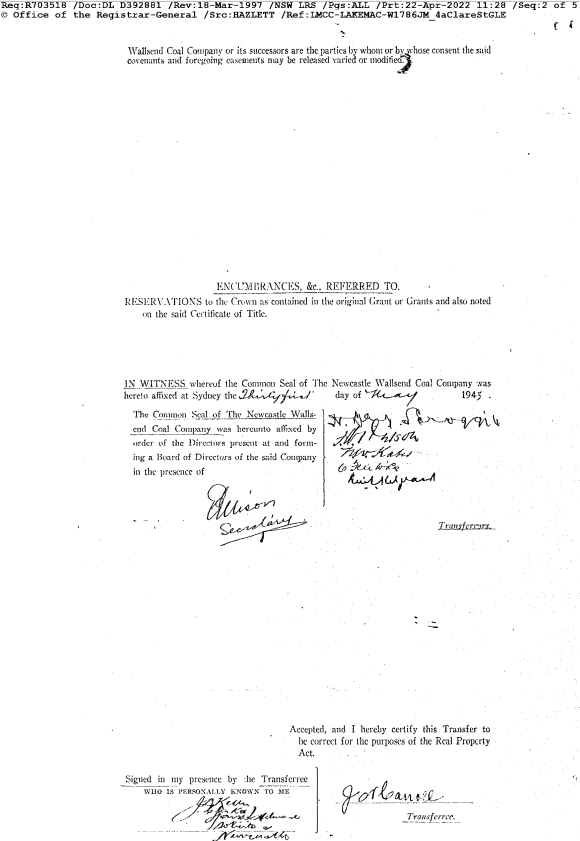 Req:R703518 /Doc:DL D392881 /Rev:18-Mar-1997 /NSW LRS /Pgs:ALL /Prt:22-Apr-2022 11:28 /Seq:2 of 5
© Office of the Registrar-General /Src:HAZLETT /Ref:LMCC-LAKEMAC-W1786JM_4aClareStGLE
Wallsend Coal Company or its successors are the parties by whom or by whose consent the said
covenants and foregoing easements may be released varied or modified.
ENCUMBRANCES, &c., REFERRED TO.
RESERVATIONS to the Crown as contained in the original Grant or Grants and also noted
on the said Certificate of Title.
IN WITNESS whereof the Common Seal of The Newcastle Wallsend Coal Company was
hereto affixed at Sydney the Thirtyfirst day of May 1945 .
The Common Seal of The Newcastle Walls-
end Coal Company was hereunto affixed by
order of the Directors present at and form-
ing a Board of Directors of the said Company
in the presence of
Secretary
Transferrors.
Accepted, and I hereby certify this Transfer to
be correct for the purposes of the Real Property
Act.
Signed in my presence by the Transferree
WHO IS PERSONALLY KNOWN TO ME
Newcastle
Transferree.